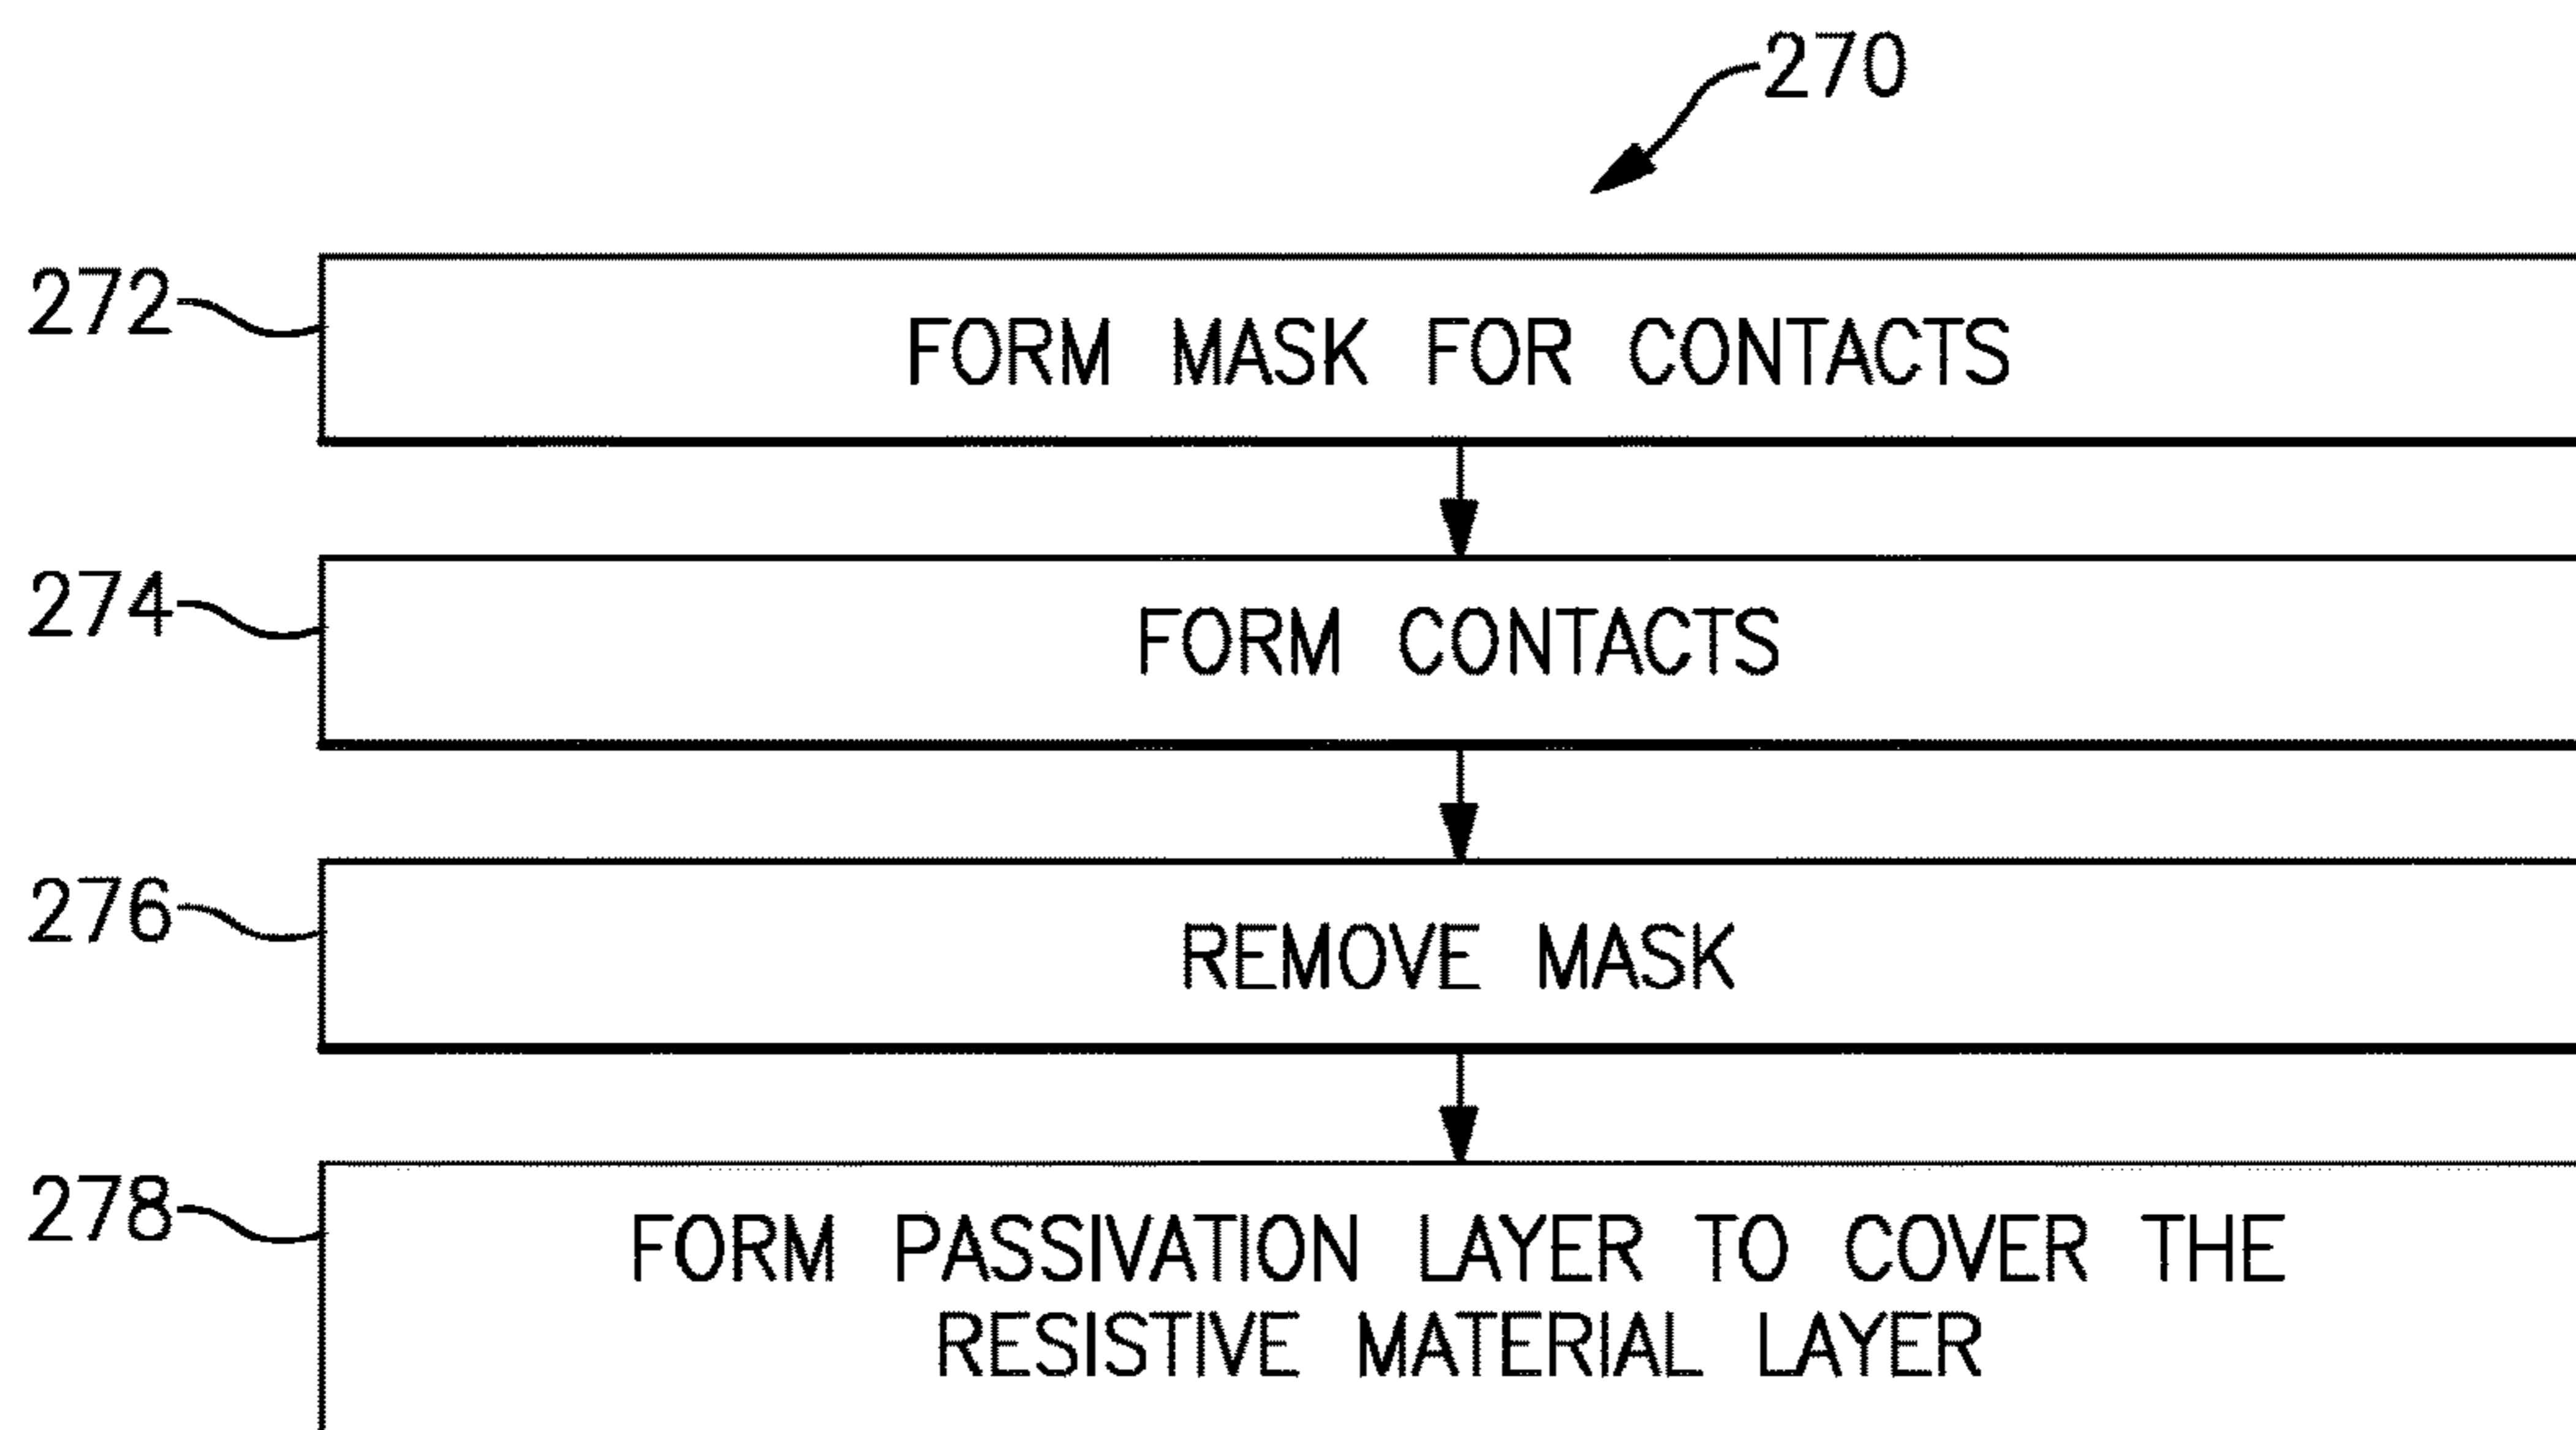 270
272
FORM MASK FOR CONTACTS
274
FORM CONTACTS
276
REMOVE MASK
278
FORM PASSIVATION LAYER TO COVER THE
RESISTIVE MATERIAL LAYER